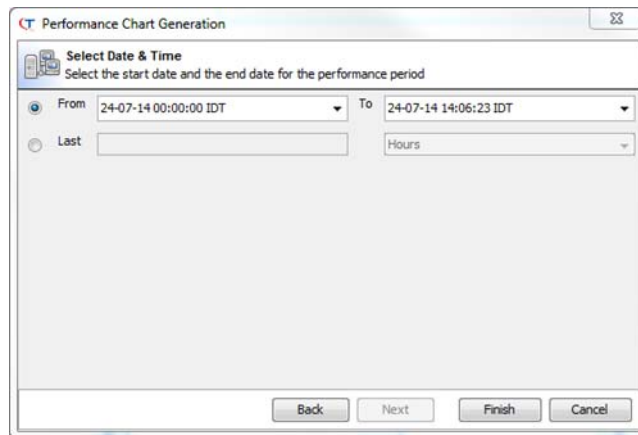 Performance Chart Generation
Select Date & Time
Select the start date and the end date for the performance period
From 24-07-14 00:00:00 IDT To 24-07-14 14:06:23 IDT
Last Hours
Back Next Finish Cancel